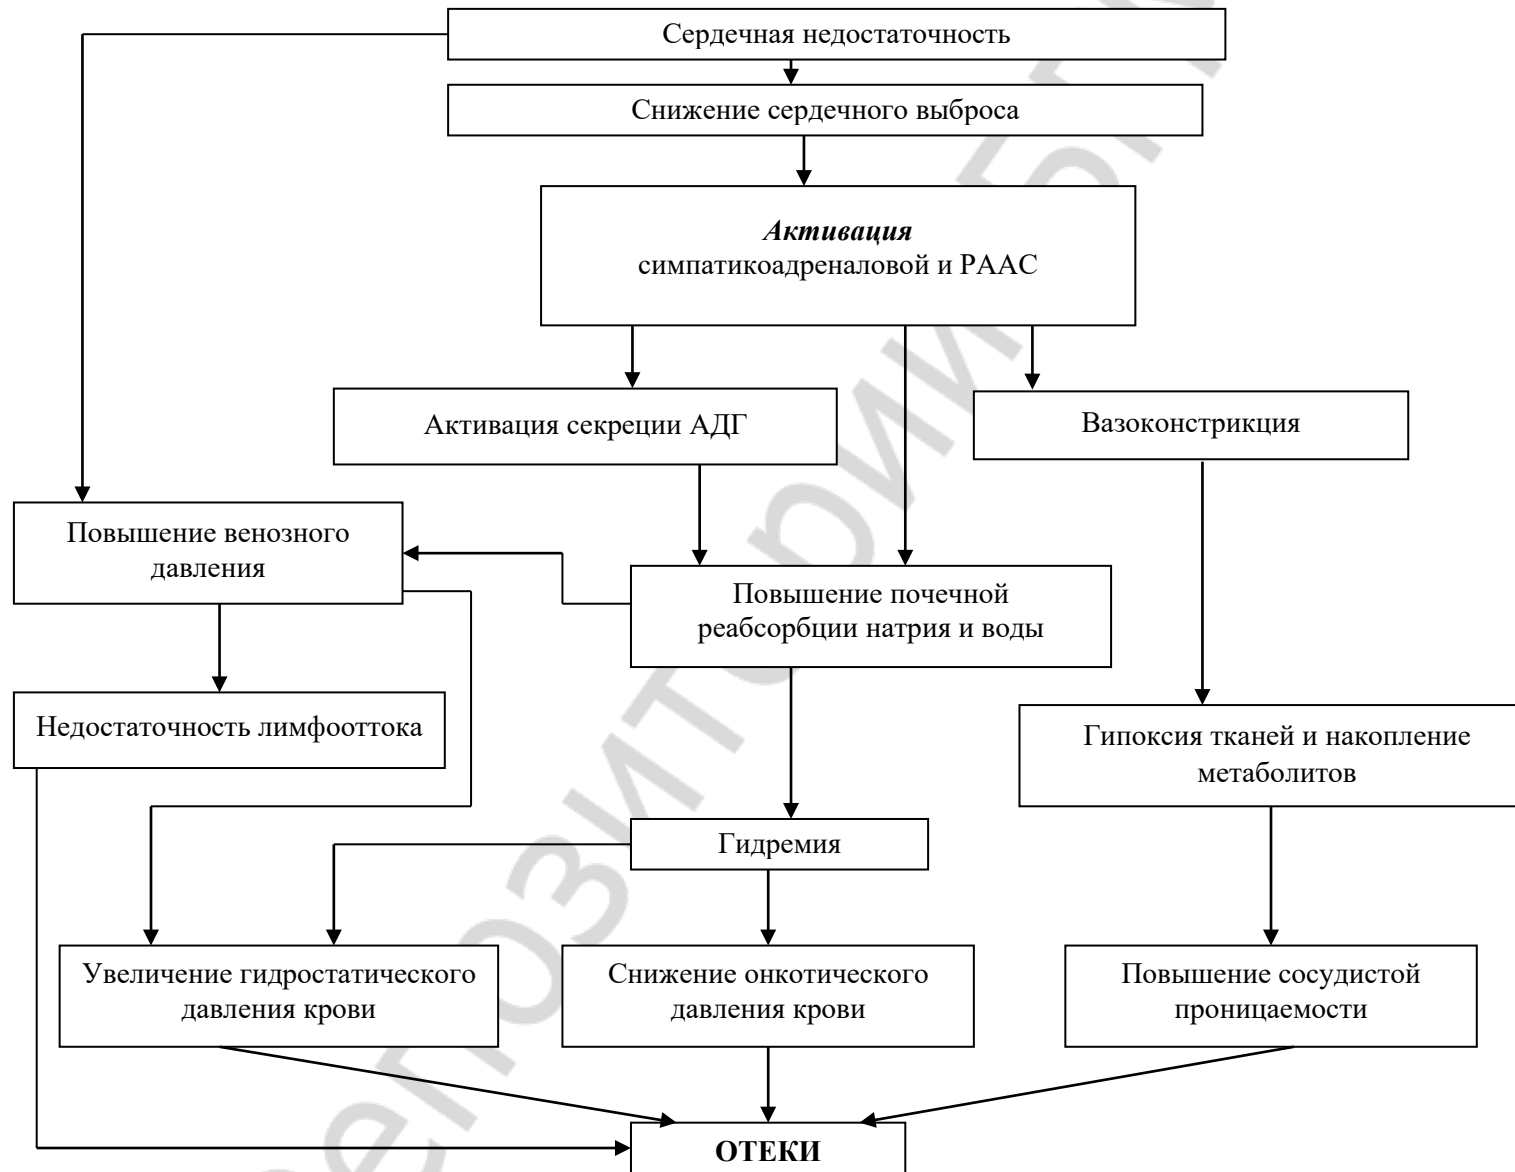 Сердечная недостаточность
Снижение сердечного выброса
Активация
симпатикоадреналовой и РААС
Активация секреции АДГ
Вазоконстрикция
Повышение венозного
давления
Повышение почечной
реабсорбции натрия и воды
Недостаточность лимфооттока
Гипоксия тканей и накопление
метаболитов
Гидремия
Увеличение гидростатического
давления крови
Снижение онкотического
давления крови
Повышение сосудистой
проницаемости
ОТЕКИ